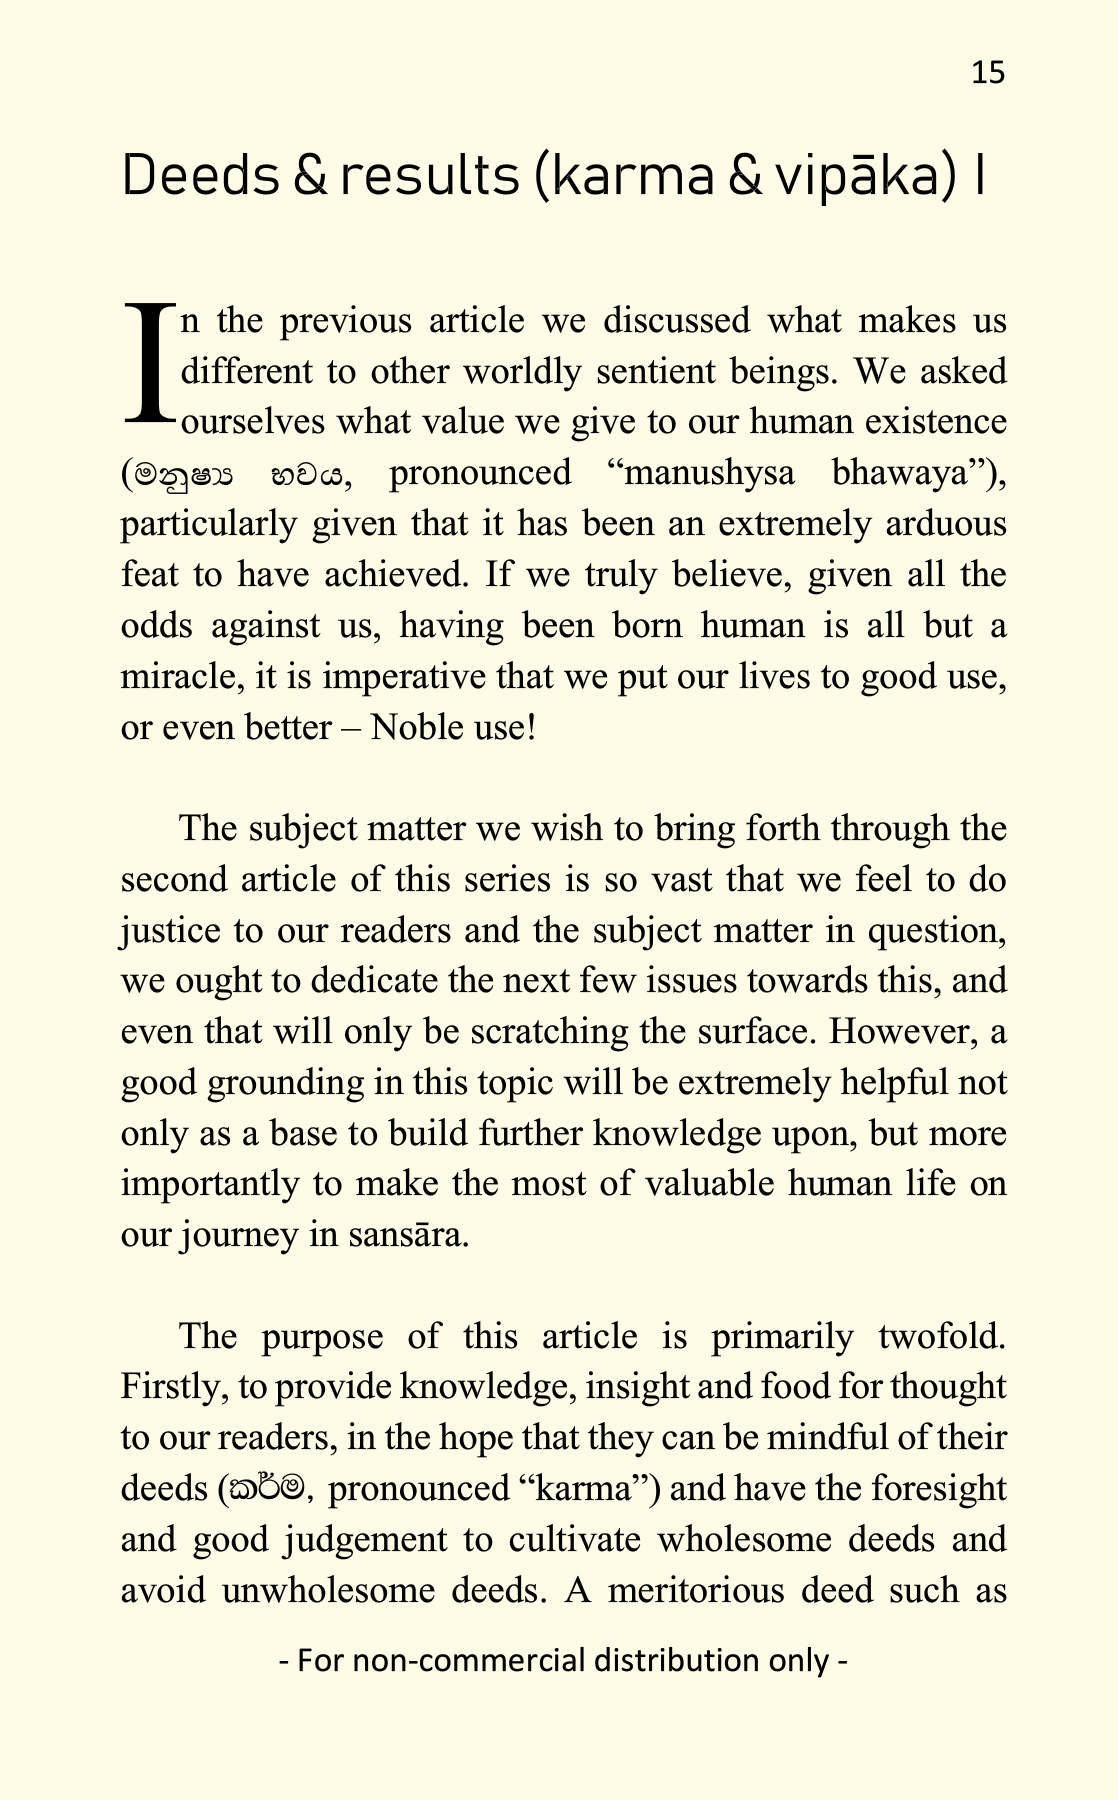 15
Deeds & results (karma & vipāka) I
In the previous article we discussed what makes us
different to other worldly sentient beings. We asked
ourselves what value we give to our human existence
(මනුෂ්‍ය භවය, pronounced “manushysa bhawaya”),
particularly given that it has been an extremely arduous
feat to have achieved. If we truly believe, given all the
odds against us, having been born human is all but a
miracle, it is imperative that we put our lives to good use,
or even better – Noble use!
The subject matter we wish to bring forth through the
second article of this series is so vast that we feel to do
justice to our readers and the subject matter in question,
we ought to dedicate the next few issues towards this, and
even that will only be scratching the surface. However, a
good grounding in this topic will be extremely helpful not
only as a base to build further knowledge upon, but more
importantly to make the most of valuable human life on
our journey in sansāra.
The purpose of this article is primarily twofold.
Firstly, to provide knowledge, insight and food for thought
to our readers, in the hope that they can be mindful of their
deeds (කර්ම, pronounced “karma”) and have the foresight
and good judgement to cultivate wholesome deeds and
avoid unwholesome deeds. A meritorious deed such as
- For non-commercial distribution only -